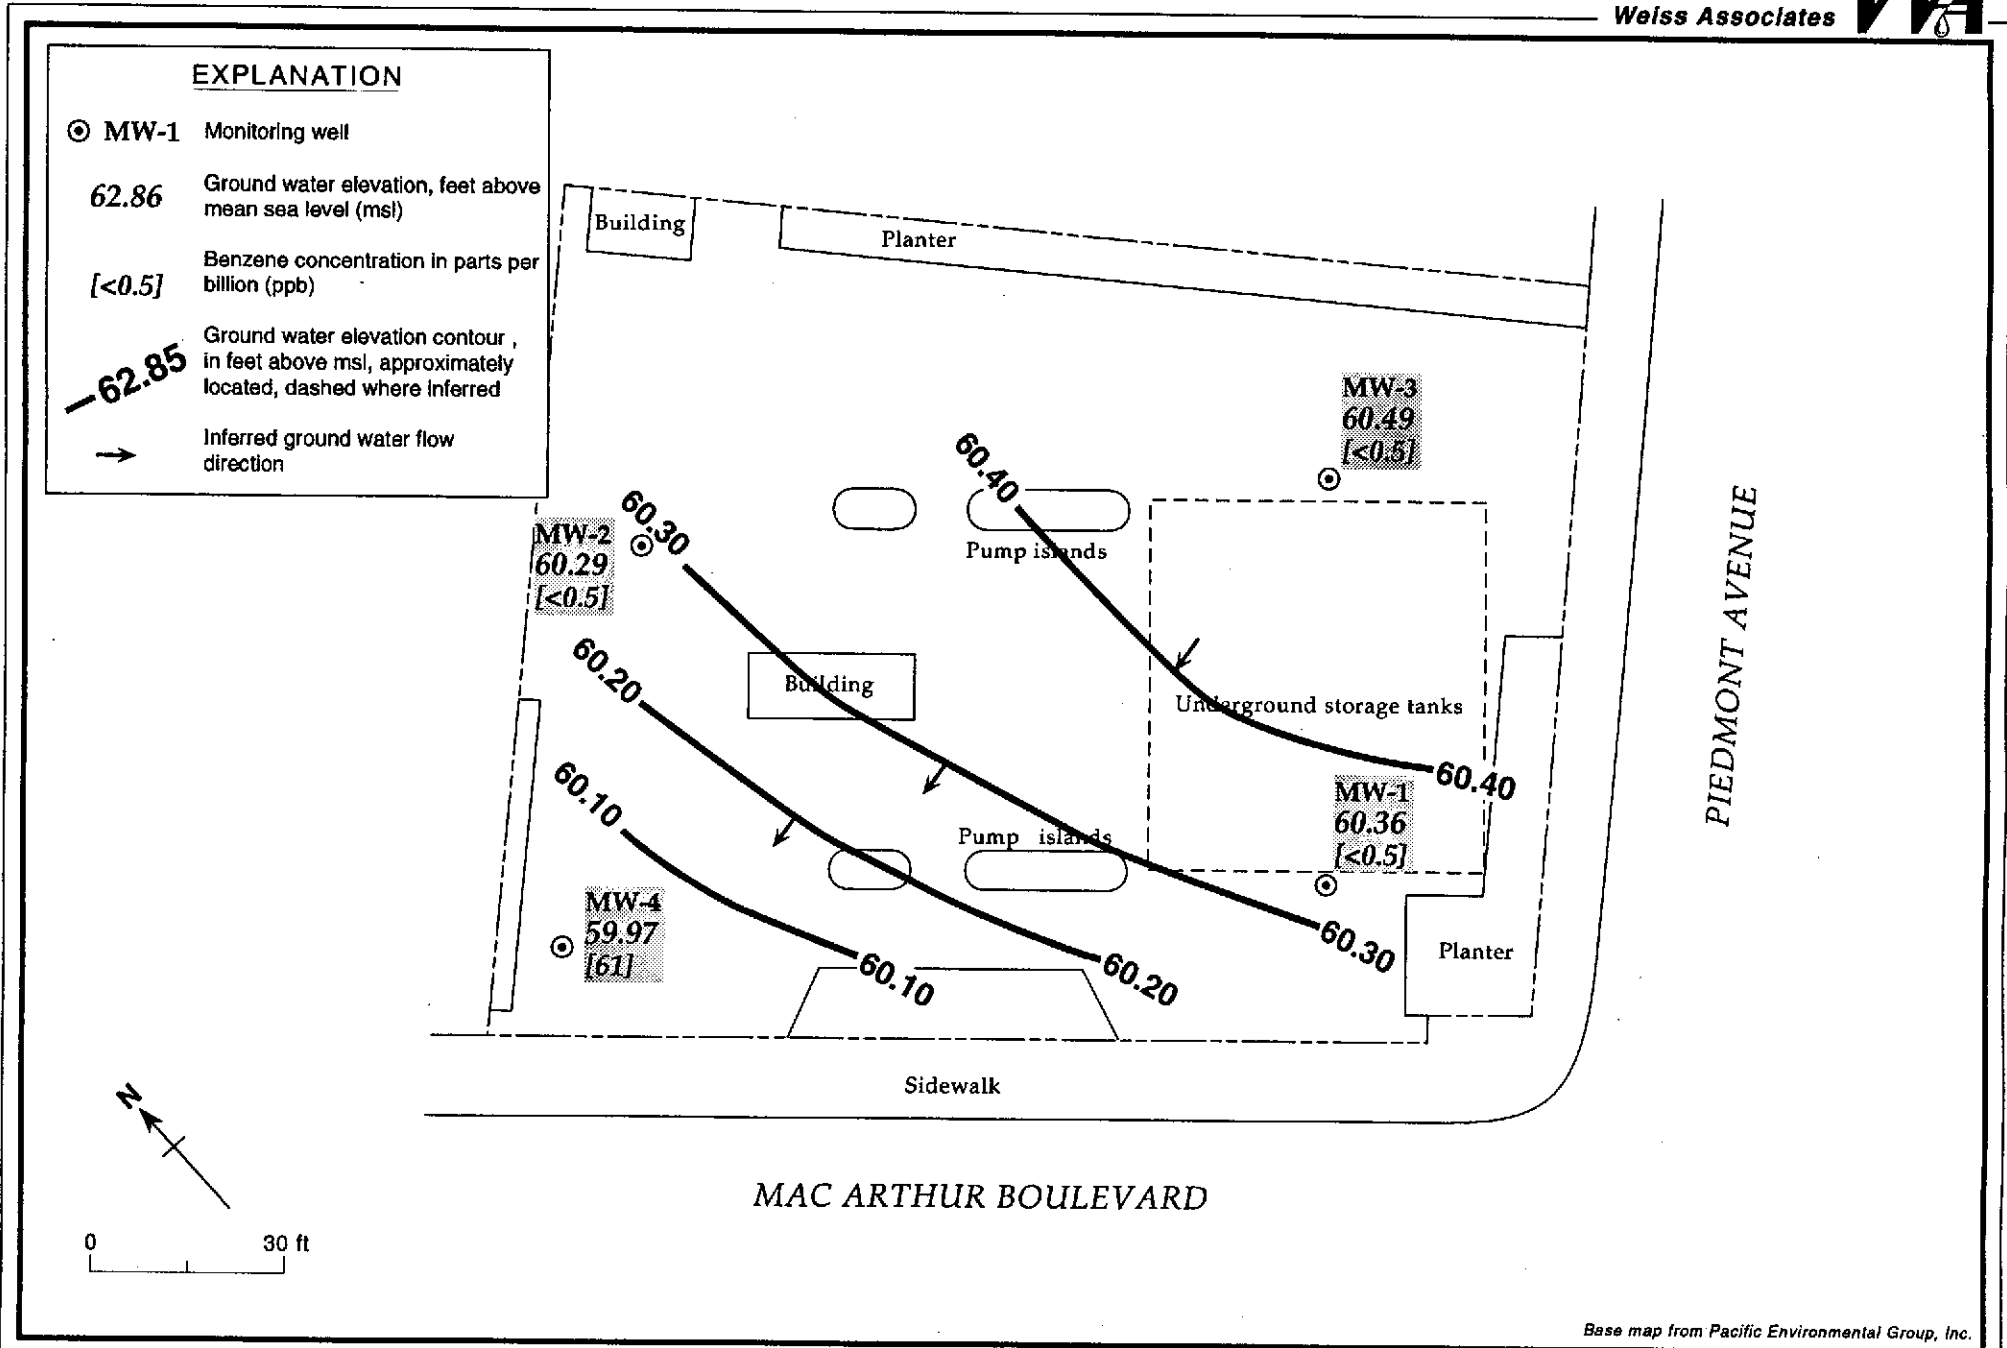 Weiss Associates
EXPLANATION
MW-1 Monitoring well
62.86 Ground water elevation, feet above
mean sea level (msl)
[<0.5] Benzene concentration in parts per
billion (ppb)
62.85 Ground water elevation contour ,
in feet above msl, approximately
located, dashed where inferred
Inferred ground water flow
direction
Building
Planter
MW-3
60.49
[<0.5]
60.40
Pump islands
60.30
MW-2
60.29
[<0.5]
60.20
Building
Underground storage tanks
60.40
60.10
MW-1
60.36
[<0.5]
Pump islands
MW-4
59.97
[61]
60.10
60.20
60.30
Planter
PIEDMONT AVENUE
Sidewalk
N
MAC ARTHUR BOULEVARD
0 30 ft
Base map from Pacific Environmental Group, Inc.